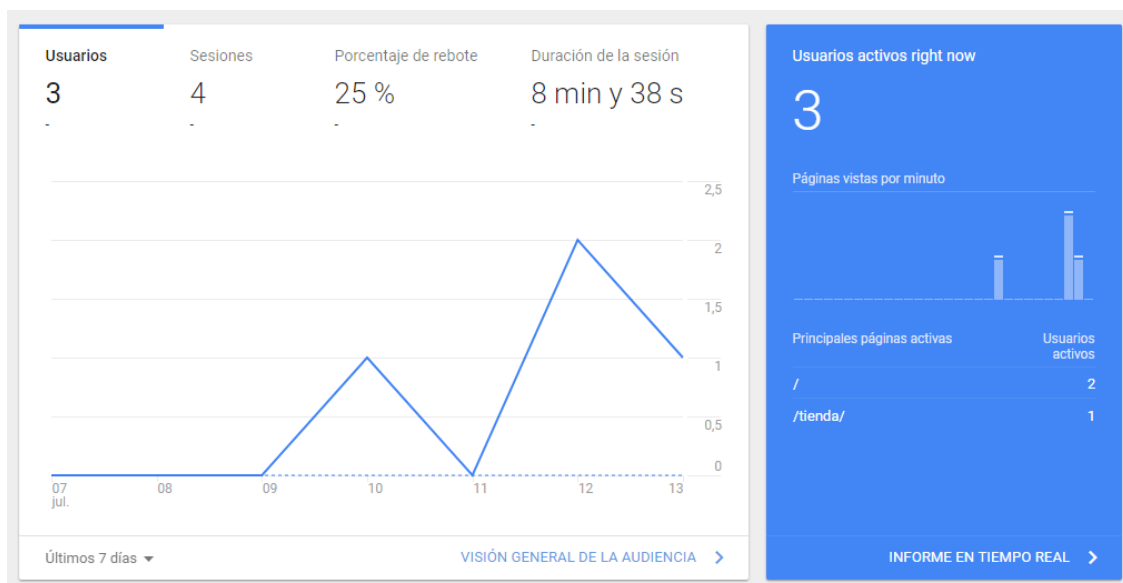 Usuarios
3
-
Sesiones
4
-
Porcentaje de rebote
25 %
-
Duración de la sesión
8 min y 38 s
-
2,5
2
1,5
1
0,5
0
07
jul.
08
09
10
11
12
13
Últimos 7 días
VISIÓN GENERAL DE LA AUDIENCIA
Usuarios activos right now
3
Páginas vistas por minuto
Principales páginas activas
Usuarios
activos
/ 2
/tienda/ 1
INFORME EN TIEMPO REAL